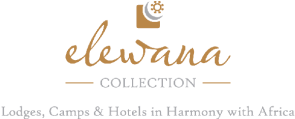 elewana
COLLECTION
Lodges, Camps & Hotels in Harmony with Africa